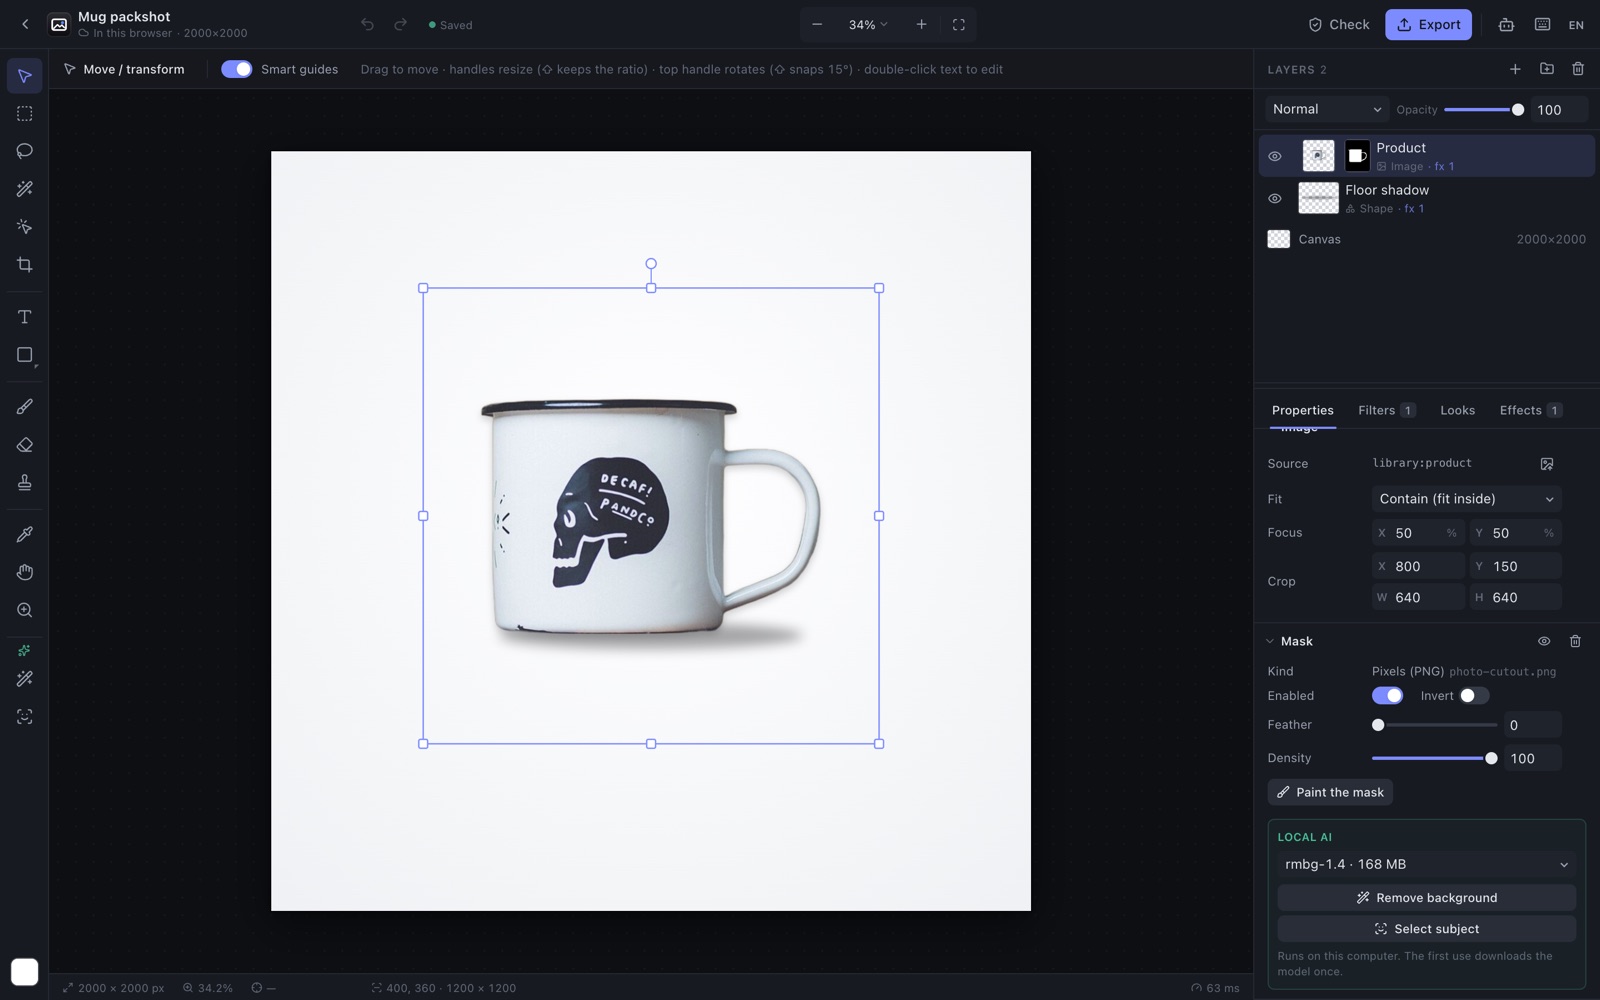 Mug packshot
In this browser · 2000×2000
Saved
34%
Check
Export
EN
Move / transform
Smart guides
Drag to move · handles resize (⇧ keeps the ratio) · top handle rotates (⇧ snaps 15°) · double-click text to edit
LAYERS 2
Normal
Opacity
100
Product
Image · fx 1
Floor shadow
Shape · fx 1
Canvas
2000×2000
DECAF!
PANDCO
Properties
Filters 1
Looks
Effects 1
Image
Source
library:product
Fit
Contain (fit inside)
Focus
X 50 %
Y 50 %
Crop
X 800
Y 150
W 640
H 640
Mask
Kind
Pixels (PNG) photo-cutout.png
Enabled
Invert
Feather
0
Density
100
Paint the mask
LOCAL AI
rmbg-1.4 · 168 MB
Remove background
Select subject
Runs on this computer. The first use downloads the
model once.
2000 × 2000 px
34.2%
—
400, 360 · 1200 × 1200
63 ms